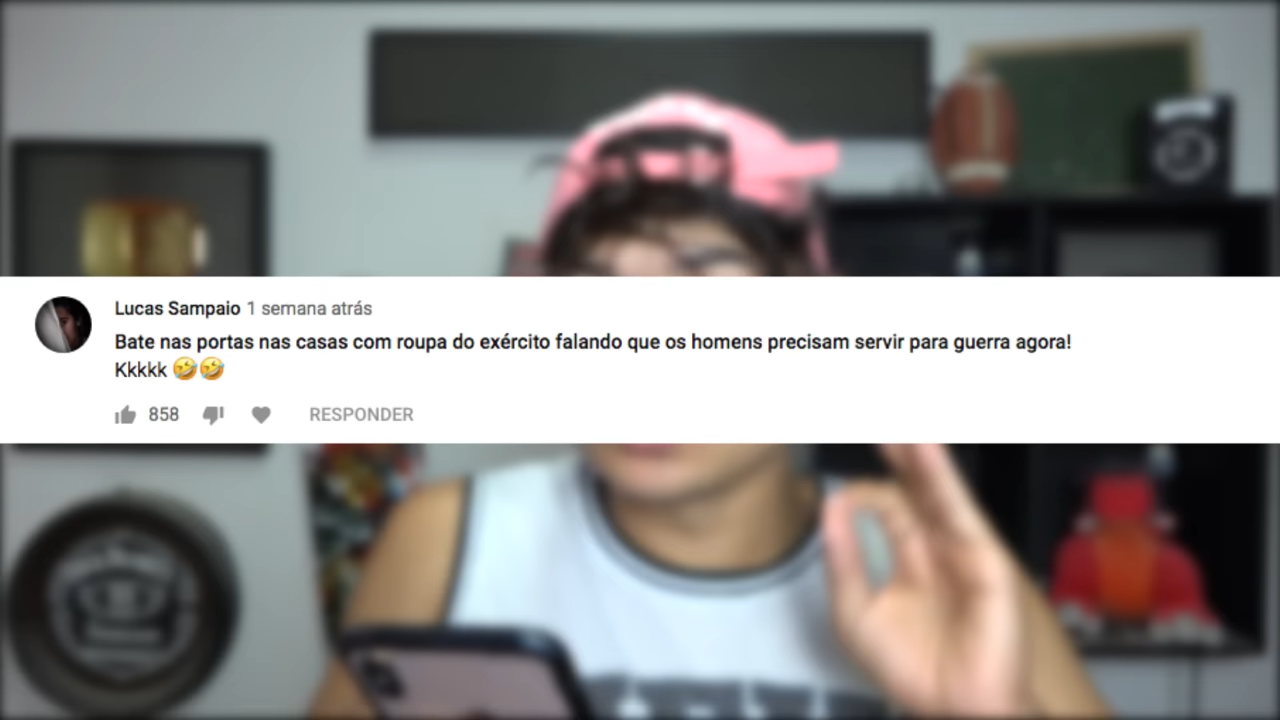 Lucas Sampaio 1 semana atrás
Bate nas portas nas casas com roupa do exército falando que os homens precisam servir para guerra agora!
Kkkkk 🤣🤣
858 RESPONDER